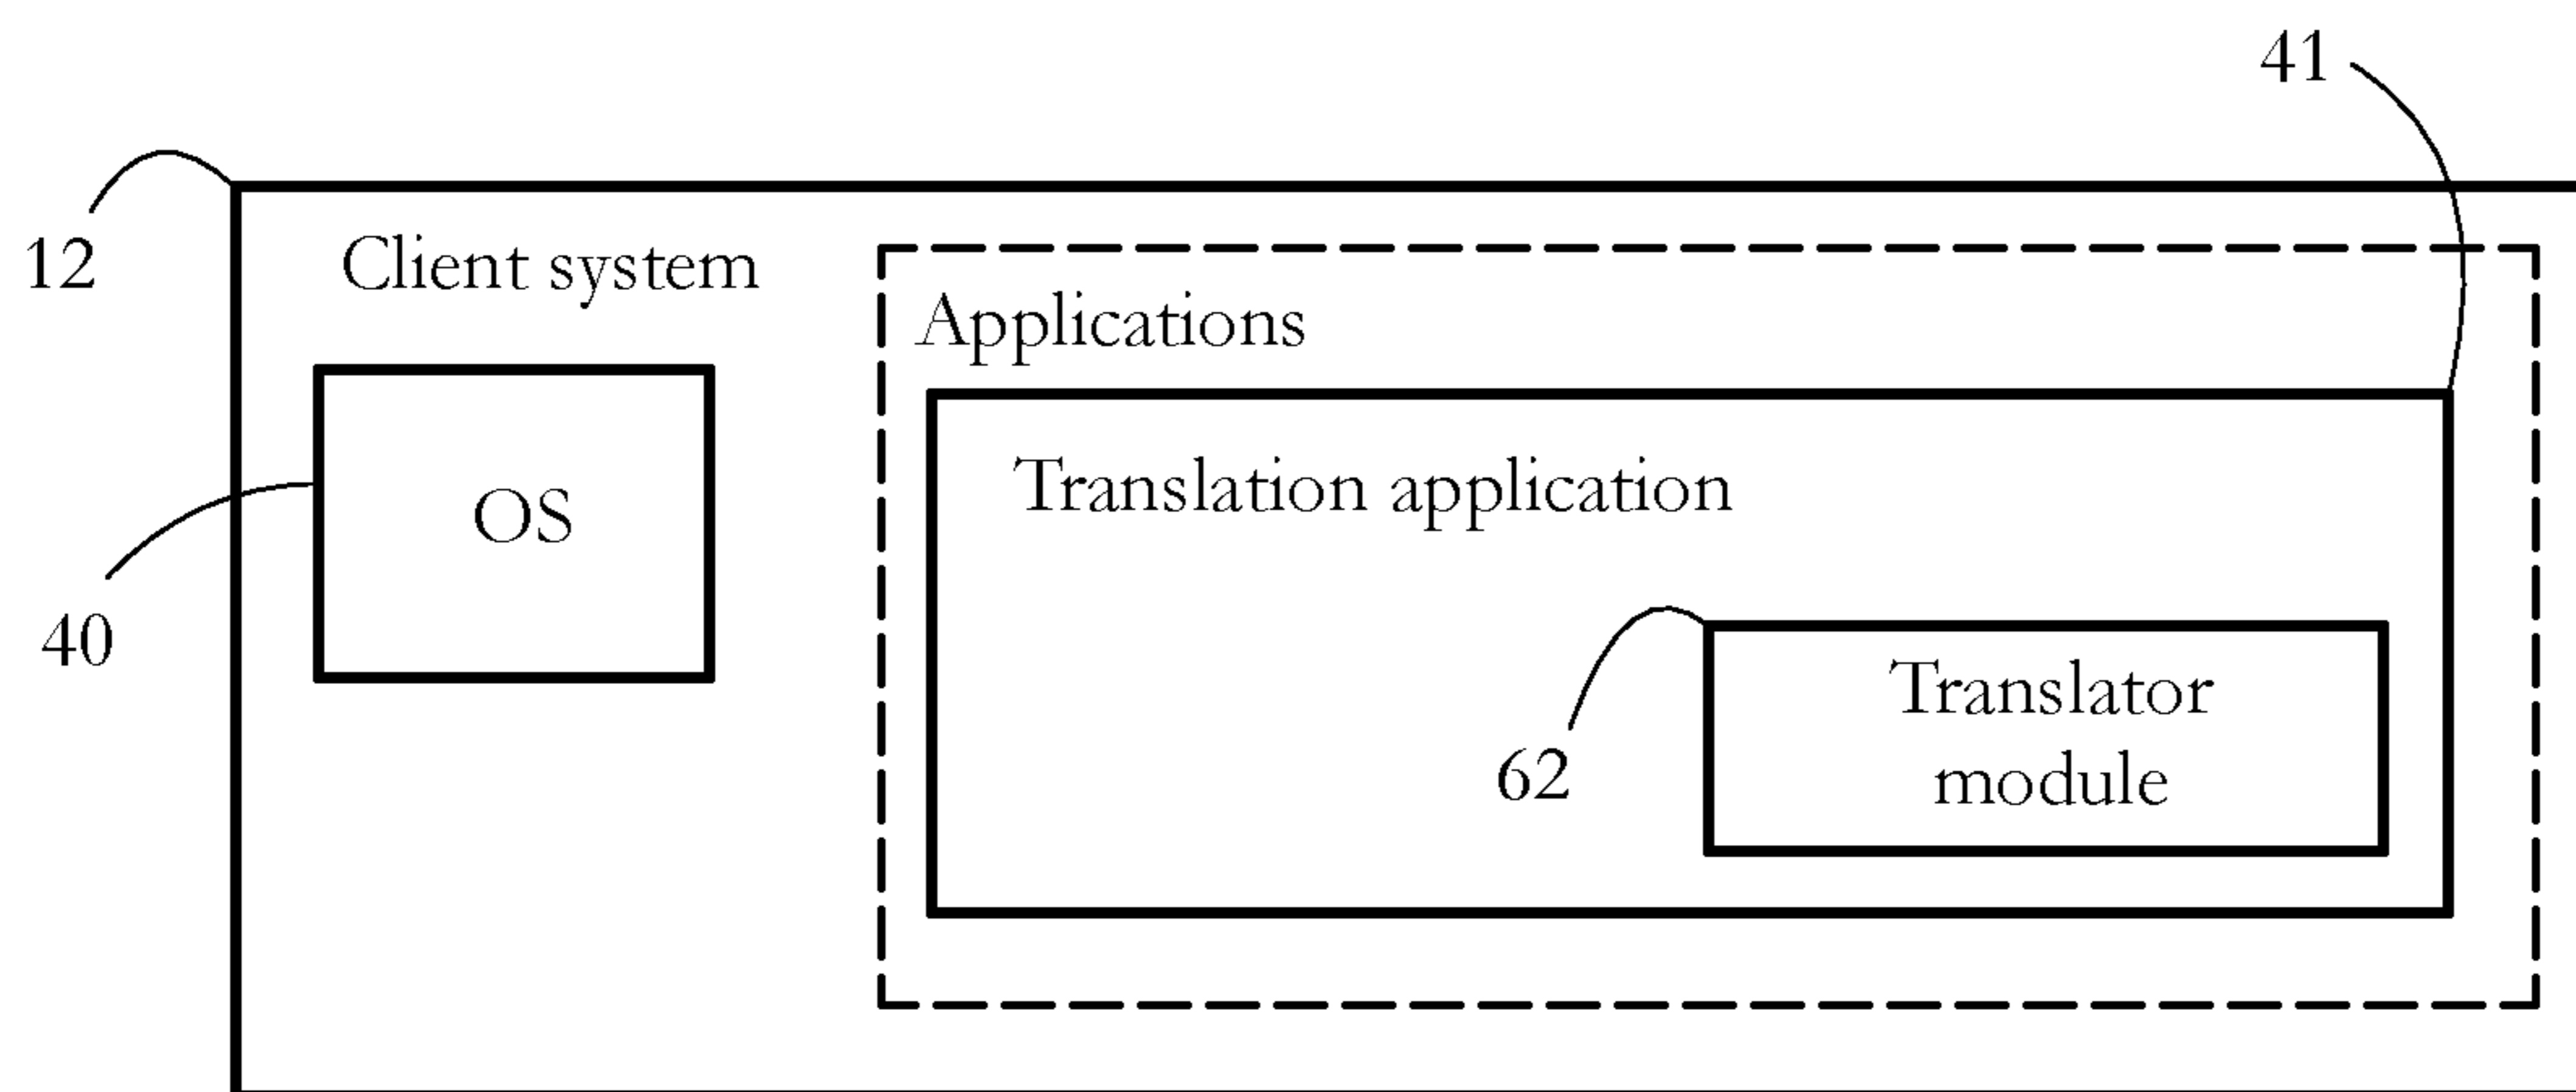 41
12
Client system
Applications
OS
Translation application
40
62
Translator
module